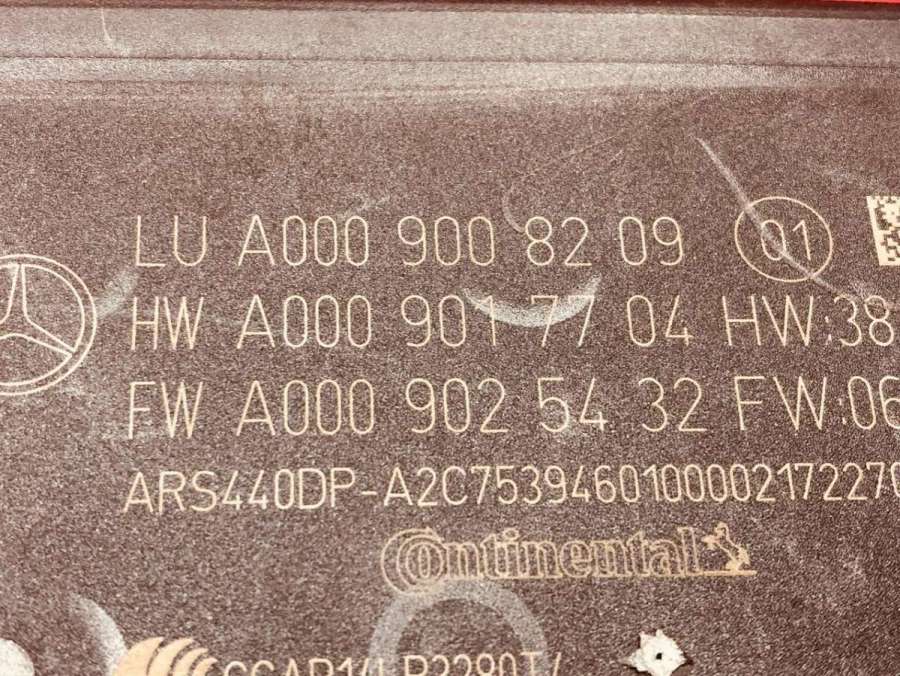 LU A000 900 82 09 01
HW A000 901 77 04 HW:38
FW A000 902 54 32 FW:06
ARS440DP-A2C7539460100002172270
Continental